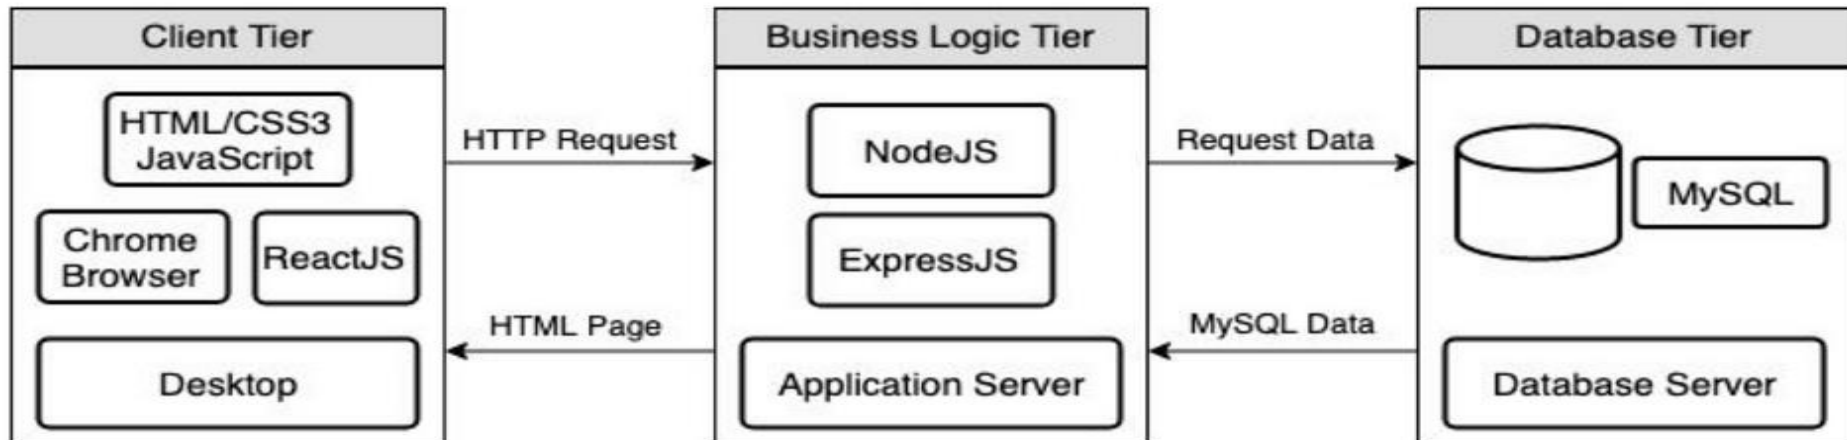 Client Tier
HTML/CSS3
JavaScript
Chrome
Browser
ReactJS
Desktop
HTTP Request
HTML Page
Business Logic Tier
NodeJS
ExpressJS
Application Server
Request Data
MySQL Data
Database Tier
MySQL
Database Server